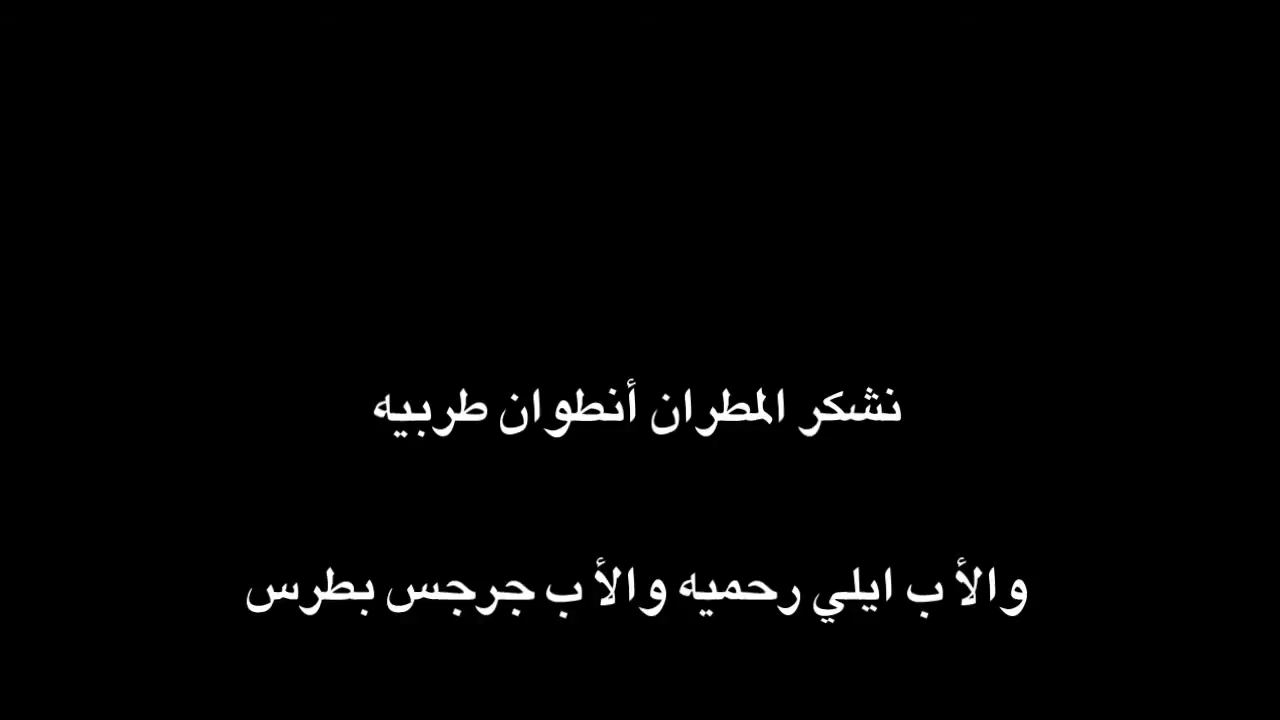 نشكر المطران أنطوان طربيه
والأب ايلي رحميه والأب جرجس بطرس